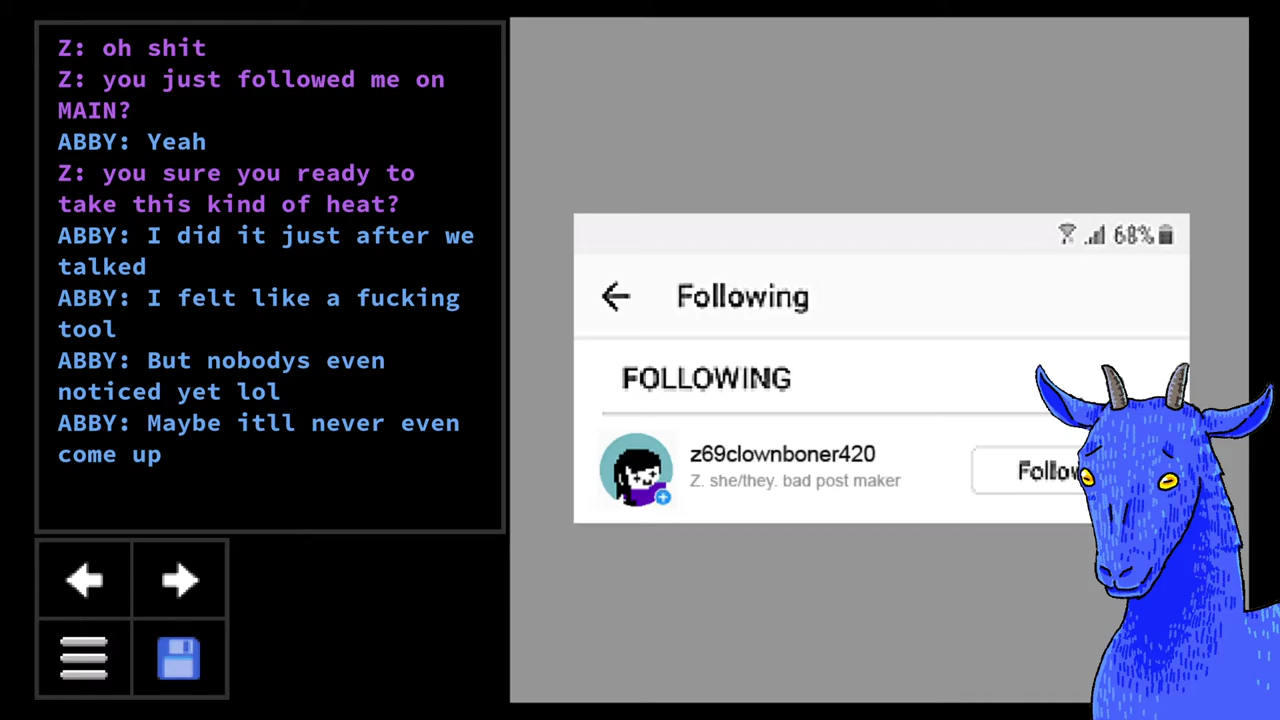 Z: oh shit
Z: you just followed me on
MAIN?
ABBY: Yeah
Z: you sure you ready to
take this kind of heat?
ABBY: I did it just after we
talked
ABBY: I felt like a fucking
tool
ABBY: But nobodys even
noticed yet lol
ABBY: Maybe itll never even
come up
68%
Following
FOLLOWING
z69clownboner420
Z. she/they. bad post maker